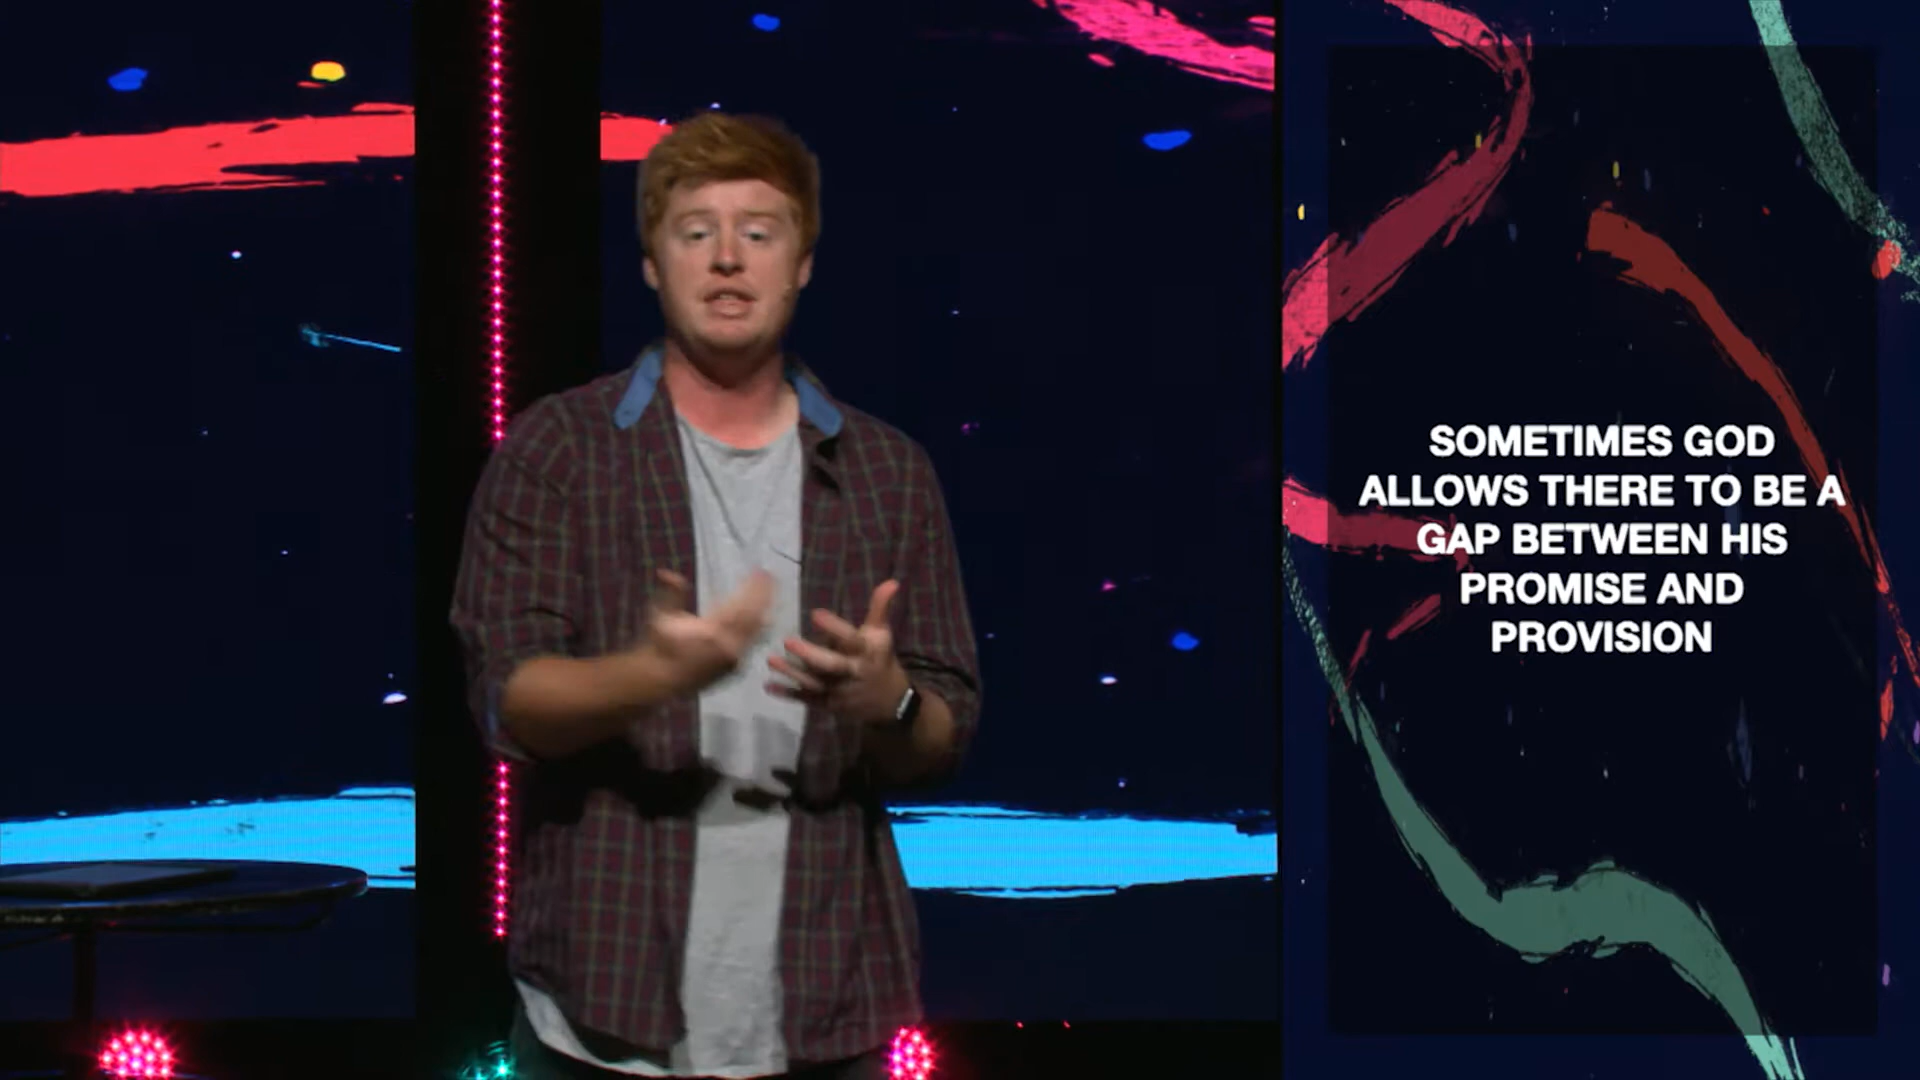 SOMETIMES GOD
ALLOWS THERE TO BE A
GAP BETWEEN HIS
PROMISE AND
PROVISION